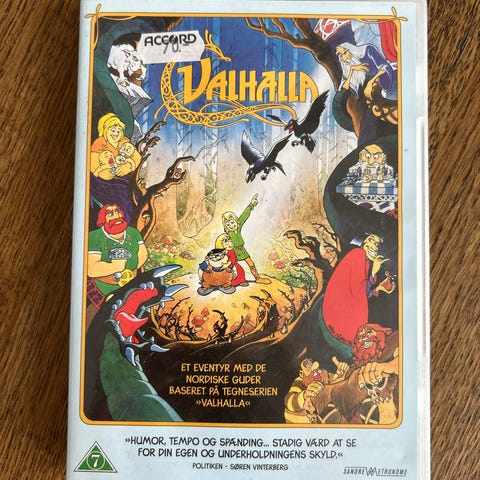 ACCORD
70.
VALHALLA
ET EVENTYR MED DE
NORDISKE GUDER
BASERET PÅ TEGNESERIEN
»VALHALLA«
»HUMOR, TEMPO OG SPÆNDING... STADIG VÆRD AT SE
FOR DIN EGEN OG UNDERHOLDNINGENS SKYLD.«
POLITIKEN - SØREN VINTERBERG
7
SANDREW METRONOME